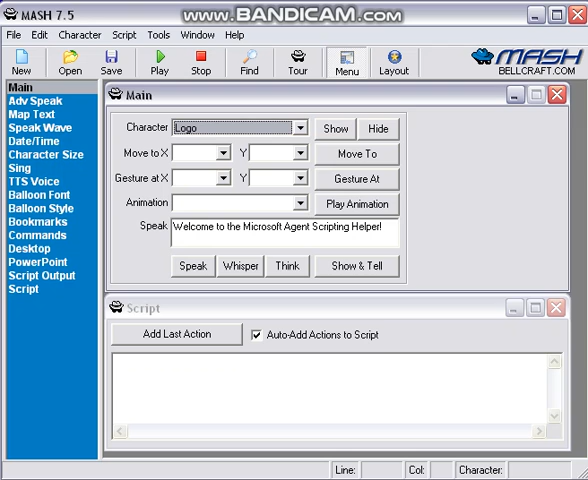 MASH 7.5
www.BANDICAM.com
File Edit Character Script Tools Window Help
New Open Save Play Stop Find Tour Menu Layout
MASH
BELLCRAFT.COM
Main
Adv Speak
Map Text
Speak Wave
Date/Time
Character Size
Sing
TTS Voice
Balloon Font
Balloon Style
Bookmarks
Commands
Desktop
PowerPoint
Script Output
Script
Main
Character Logo Show Hide
Move to X Y Move To
Gesture at X Y Gesture At
Animation Play Animation
Speak Welcome to the Microsoft Agent Scripting Helper!
Speak Whisper Think Show & Tell
Script
Add Last Action Auto-Add Actions to Script
Line: Col: Character: